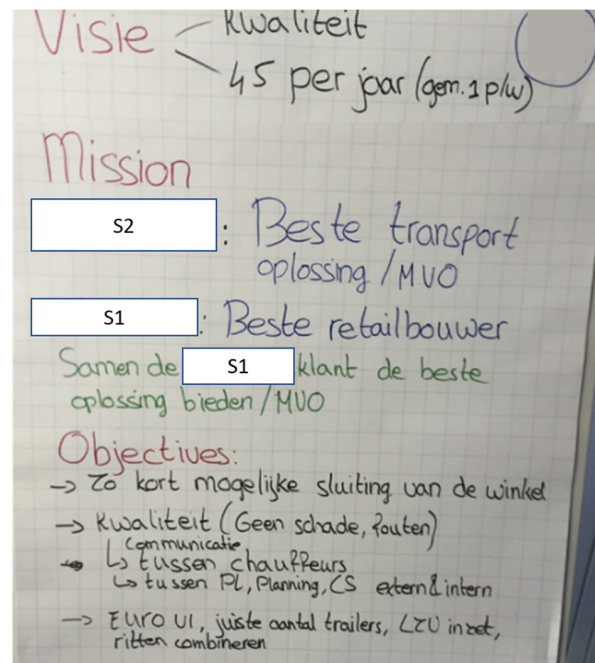 Visie
Kwaliteit
45 per jaar (gem. 1 p/w)
Mission
S2 : Beste transport
oplossing / MVO
S1 : Beste retailbouwer
Samen de S1 klant de beste
oplossing bieden / MVO
Objectives:
→ Zo kort mogelijke sluiting van de winkel
→ Kwaliteit (Geen schade, fouten)
communicatie
↳ tussen chauffeurs
↳ tussen PL, Planning, CS extern & intern
→ Euro VI, juiste aantal trailers, LZV inzet,
ritten combineren